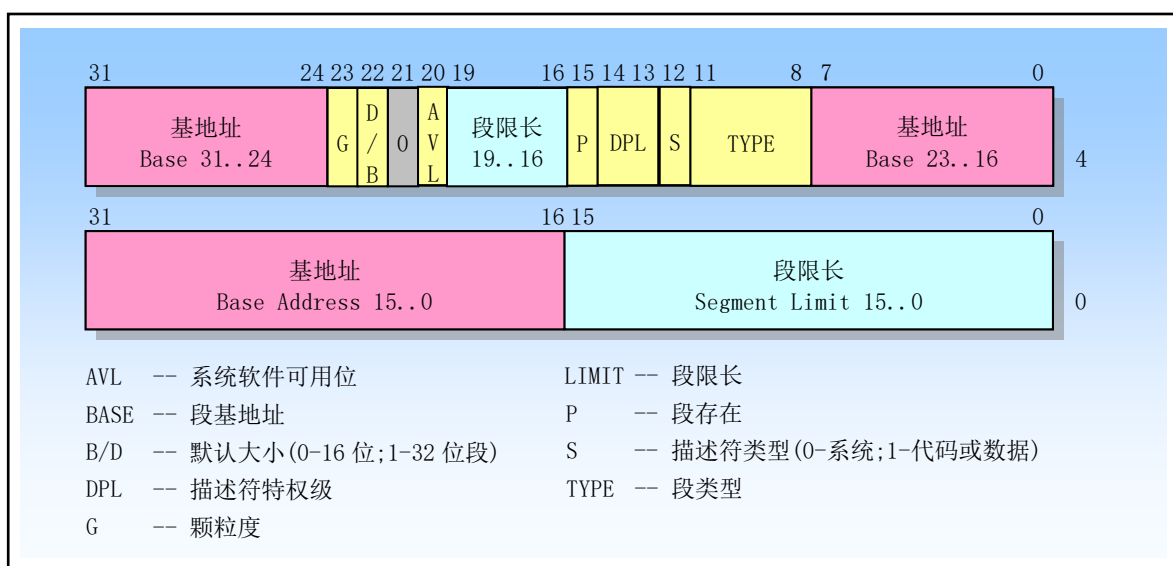 31 24 23 22 21 20 19 16 15 14 13 12 11 8 7 0
基地址 Base 31..24 G D/B 0 AVL 段限长 19..16 P DPL S TYPE 基地址 Base 23..16 4
31 16 15 0
基地址 段限长
Base Address 15..0 Segment Limit 15..0 0
AVL -- 系统软件可用位 LIMIT -- 段限长
BASE -- 段基地址 P -- 段存在
B/D -- 默认大小(0-16 位;1-32 位段) S -- 描述符类型(0-系统;1-代码或数据)
DPL -- 描述符特权级 TYPE -- 段类型
G -- 颗粒度